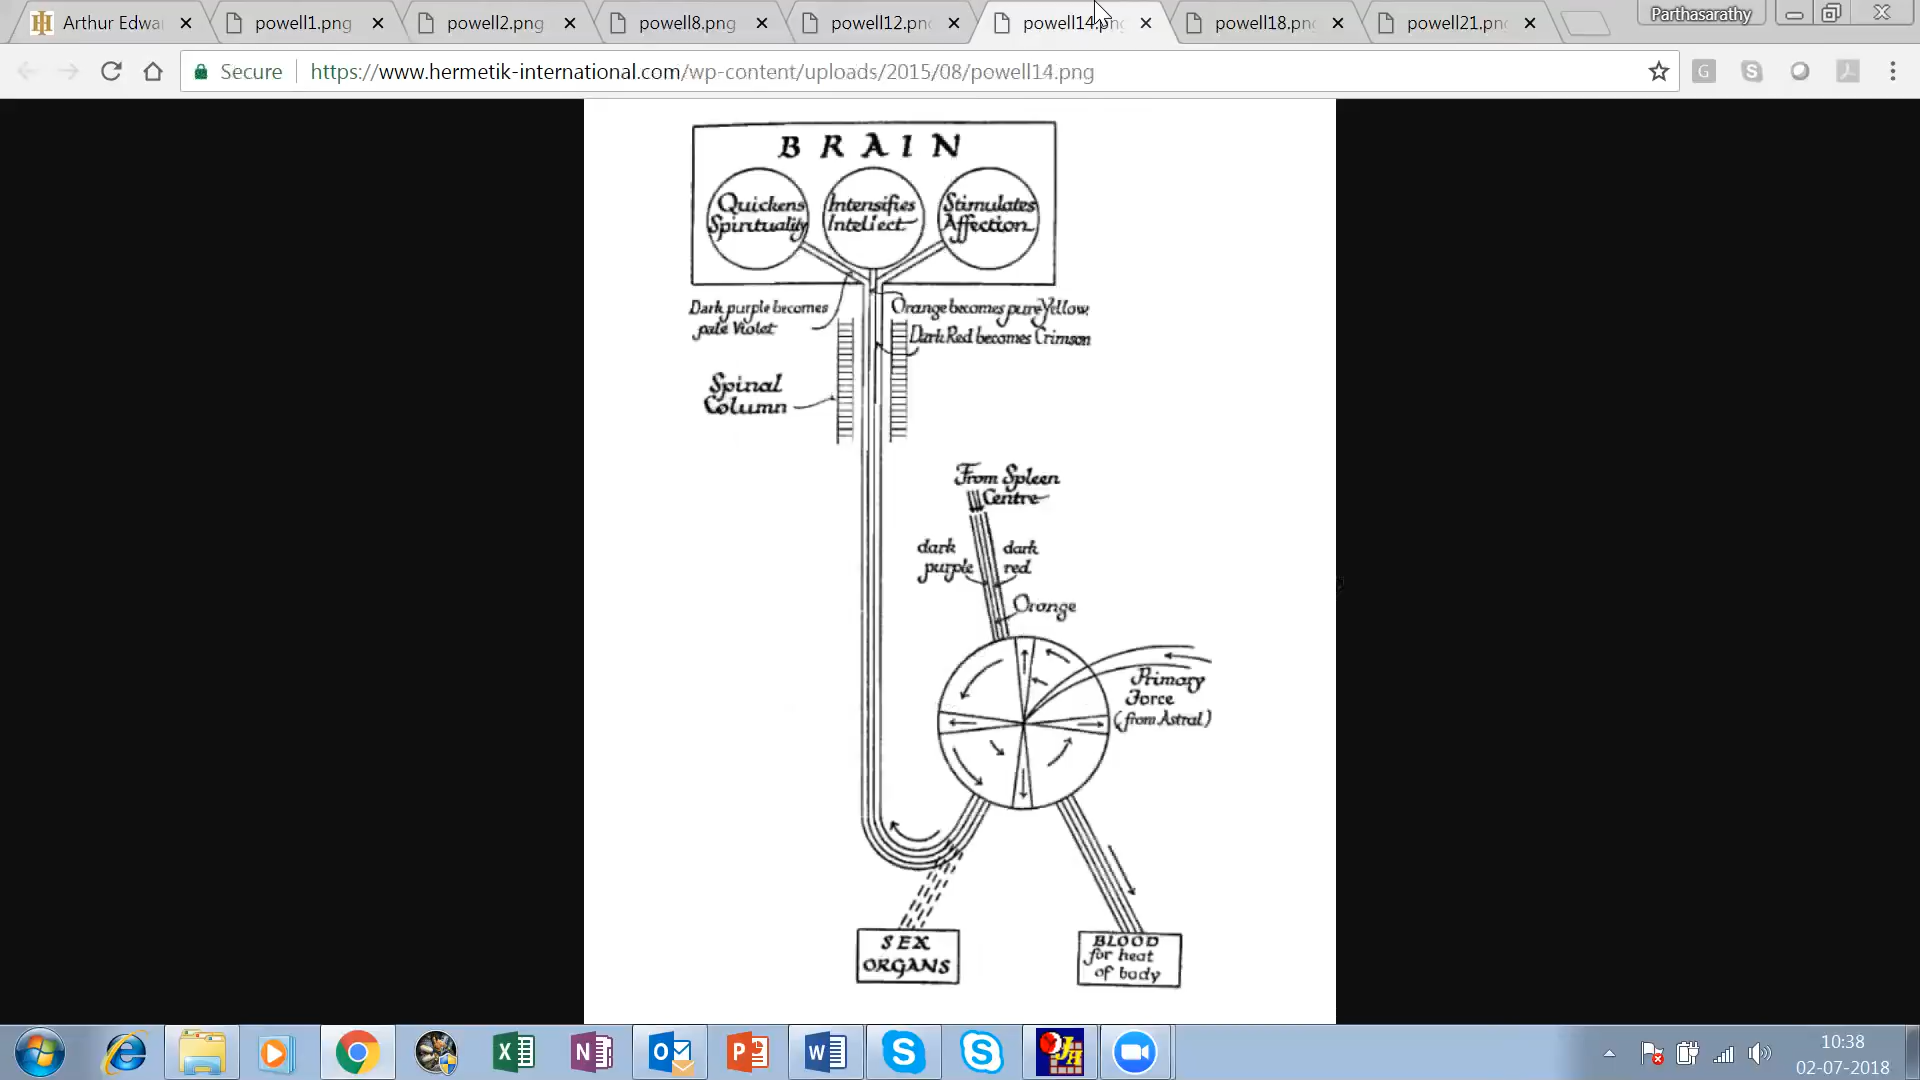 Arthur Edwa
powell1.png
powell2.png
powell8.png
powell12.pn
powell14.pn
powell18.pn
powell21.pn
Parthasarathy
Secure
https://www.hermetik-international.com/wp-content/uploads/2015/08/powell14.png
BRAIN
Quickens
Spirituality
Intensifies
Intellect
Stimulates
Affection
Dark purple becomes
pale Violet
Orange becomes pure Yellow
Dark Red becomes Crimson
Spinal
Column
From Spleen
Centre
dark
purple
dark
red
Orange
Primary
Force
(from Astral)
SEX
ORGANS
BLOOD
for heat
of body
10:38
02-07-2018